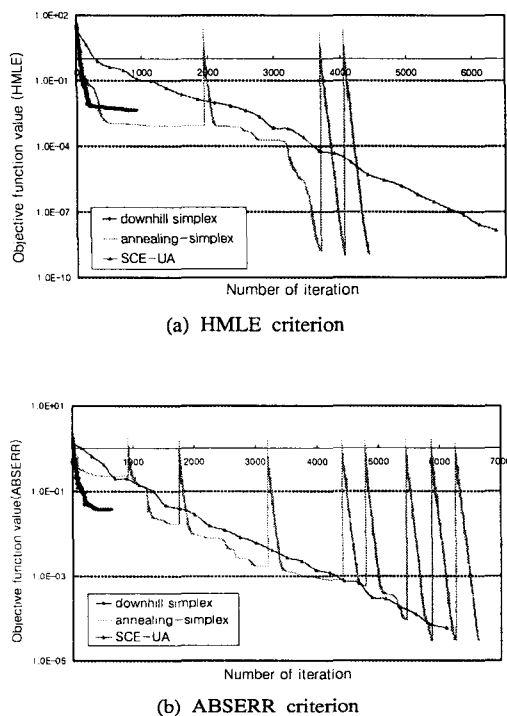 1.0E+02
0
1000
2000
3000
4000
5000
6000
1.0E-01
1.0E-04
1.0E-07
1.0E-10
Objective function value (HMLE)
downhill simplex
annealing-simplex
SCE-UA
Number of iteration
(a) HMLE criterion
1.0E+01
0
1000
2000
3000
4000
5000
6000
7000
1.0E-01
1.0E-03
1.0E-05
Objective function value(ABSERR)
downhill simplex
annealing-simplex
SCE-UA
Number of iteration
(b) ABSERR criterion